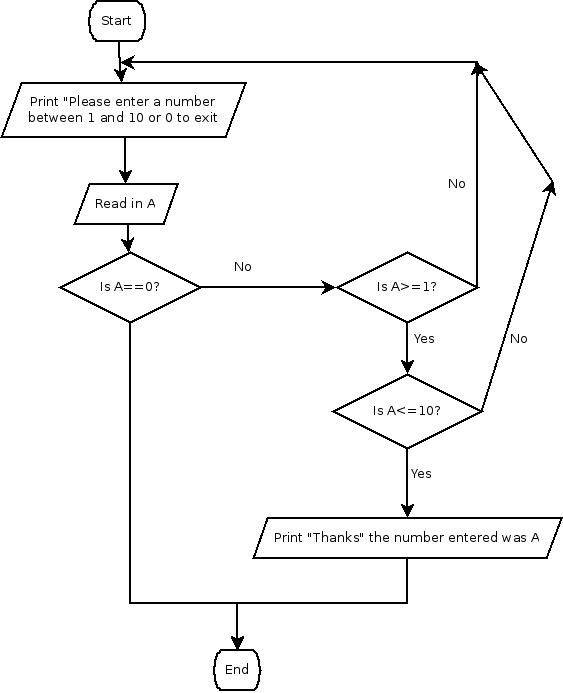 Start
Print "Please enter a number
between 1 and 10 or 0 to exit
Read in A
Is A==0?
No
Is A>=1?
No
Yes
Is A<=10?
No
Yes
Print "Thanks" the number entered was A
End